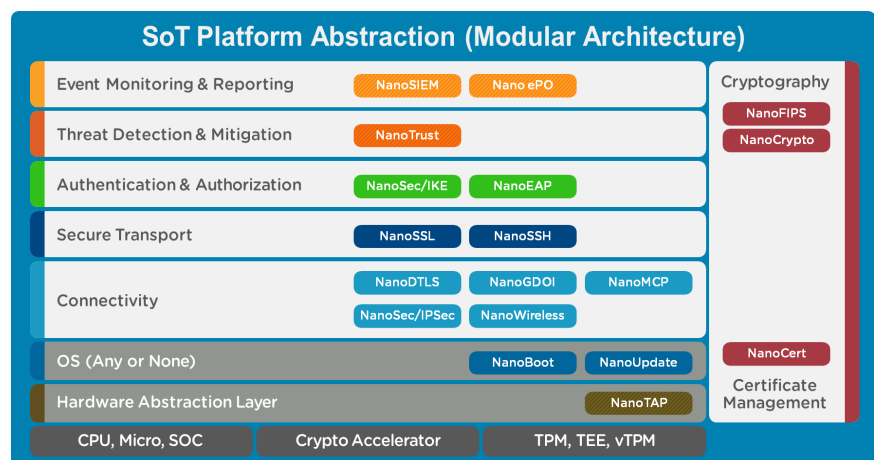 SoT Platform Abstraction (Modular Architecture)
Event Monitoring & Reporting
NanoSIEM
Nano ePO
Threat Detection & Mitigation
NanoTrust
Authentication & Authorization
NanoSec/IKE
NanoEAP
Secure Transport
NanoSSL
NanoSSH
Connectivity
NanoDTLS
NanoGDOI
NanoMCP
NanoSec/IPSec
NanoWireless
OS (Any or None)
NanoBoot
NanoUpdate
Hardware Abstraction Layer
NanoTAP
CPU, Micro, SOC
Crypto Accelerator
TPM, TEE, vTPM
Cryptography
NanoFIPS
NanoCrypto
NanoCert
Certificate
Management